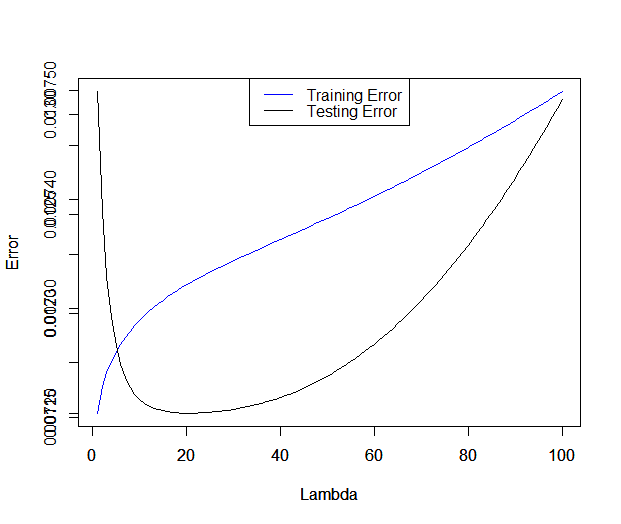 Training Error
Testing Error
Error
0 20 40 60 80 100
Lambda